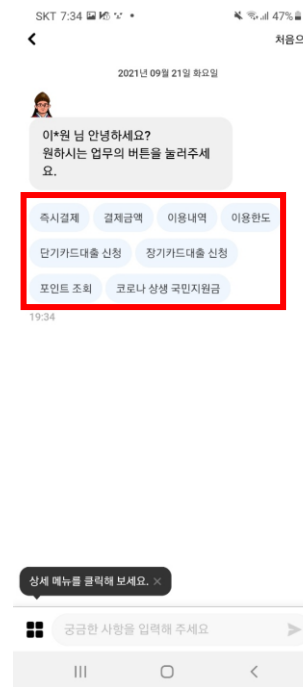 SKT 7:34
47%
처음으
2021년 09월 21일 화요일
이*원 님 안녕하세요?
원하시는 업무의 버튼을 눌러주세
요.
즉시결제 결제금액 이용내역 이용한도
단기카드대출 신청 장기카드대출 신청
포인트 조회 코로나 상생 국민지원금
19:34
상세 메뉴를 클릭해 보세요. ×
궁금한 사항을 입력해 주세요